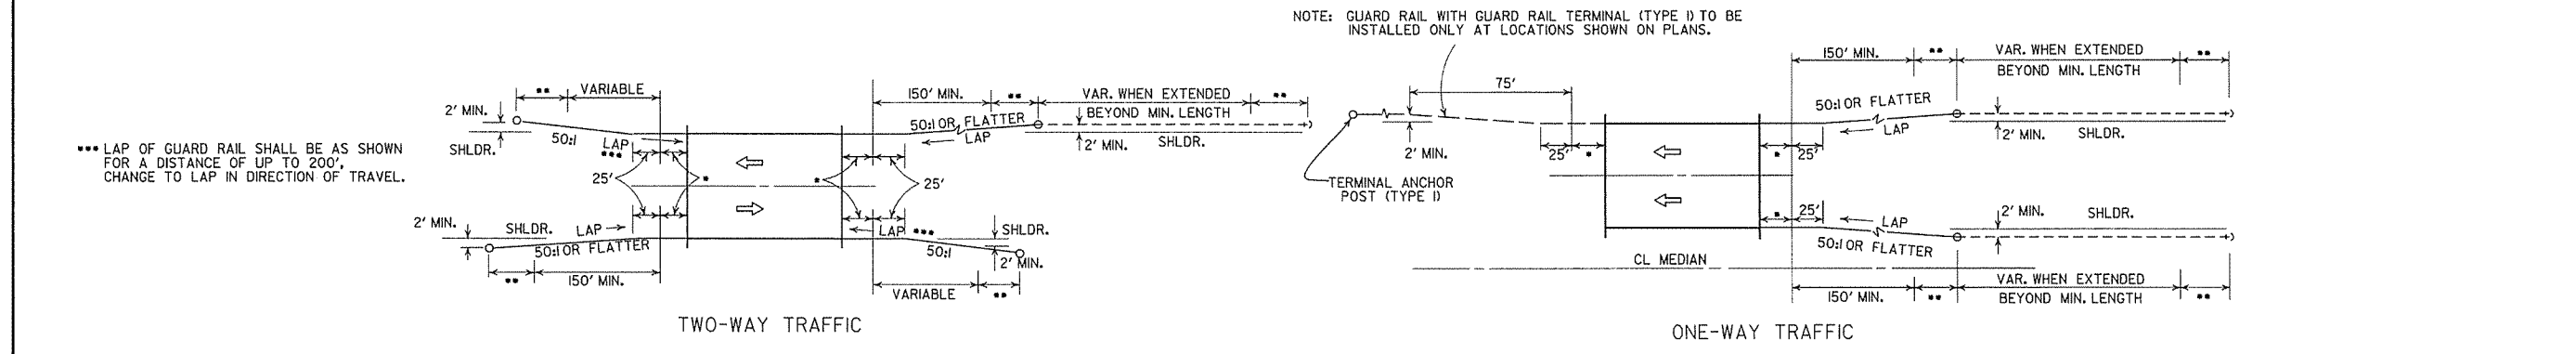 NOTE: GUARD RAIL WITH GUARD RAIL TERMINAL (TYPE I) TO BE
INSTALLED ONLY AT LOCATIONS SHOWN ON PLANS.
*** LAP OF GUARD RAIL SHALL BE AS SHOWN
FOR A DISTANCE OF UP TO 200',
CHANGE TO LAP IN DIRECTION OF TRAVEL.
** VARIABLE
2' MIN.
SHLDR.
50:1
LAP
***
25'
*
150' MIN. ** VAR. WHEN EXTENDED **
BEYOND MIN. LENGTH
50:1 OR FLATTER
LAP
2' MIN. SHLDR.
* 25'
2' MIN. SHLDR. LAP
50:1 OR FLATTER
** 150' MIN.
LAP *** SHLDR.
50:1
2' MIN.
VARIABLE **
TWO-WAY TRAFFIC
75'
2' MIN.
25' *
TERMINAL ANCHOR
POST (TYPE I)
150' MIN. ** VAR. WHEN EXTENDED **
BEYOND MIN. LENGTH
50:1 OR FLATTER
LAP
2' MIN. SHLDR.
* 25'
* 25' LAP 2' MIN. SHLDR.
50:1 OR FLATTER
CL MEDIAN
150' MIN. ** VAR. WHEN EXTENDED **
BEYOND MIN. LENGTH
ONE-WAY TRAFFIC